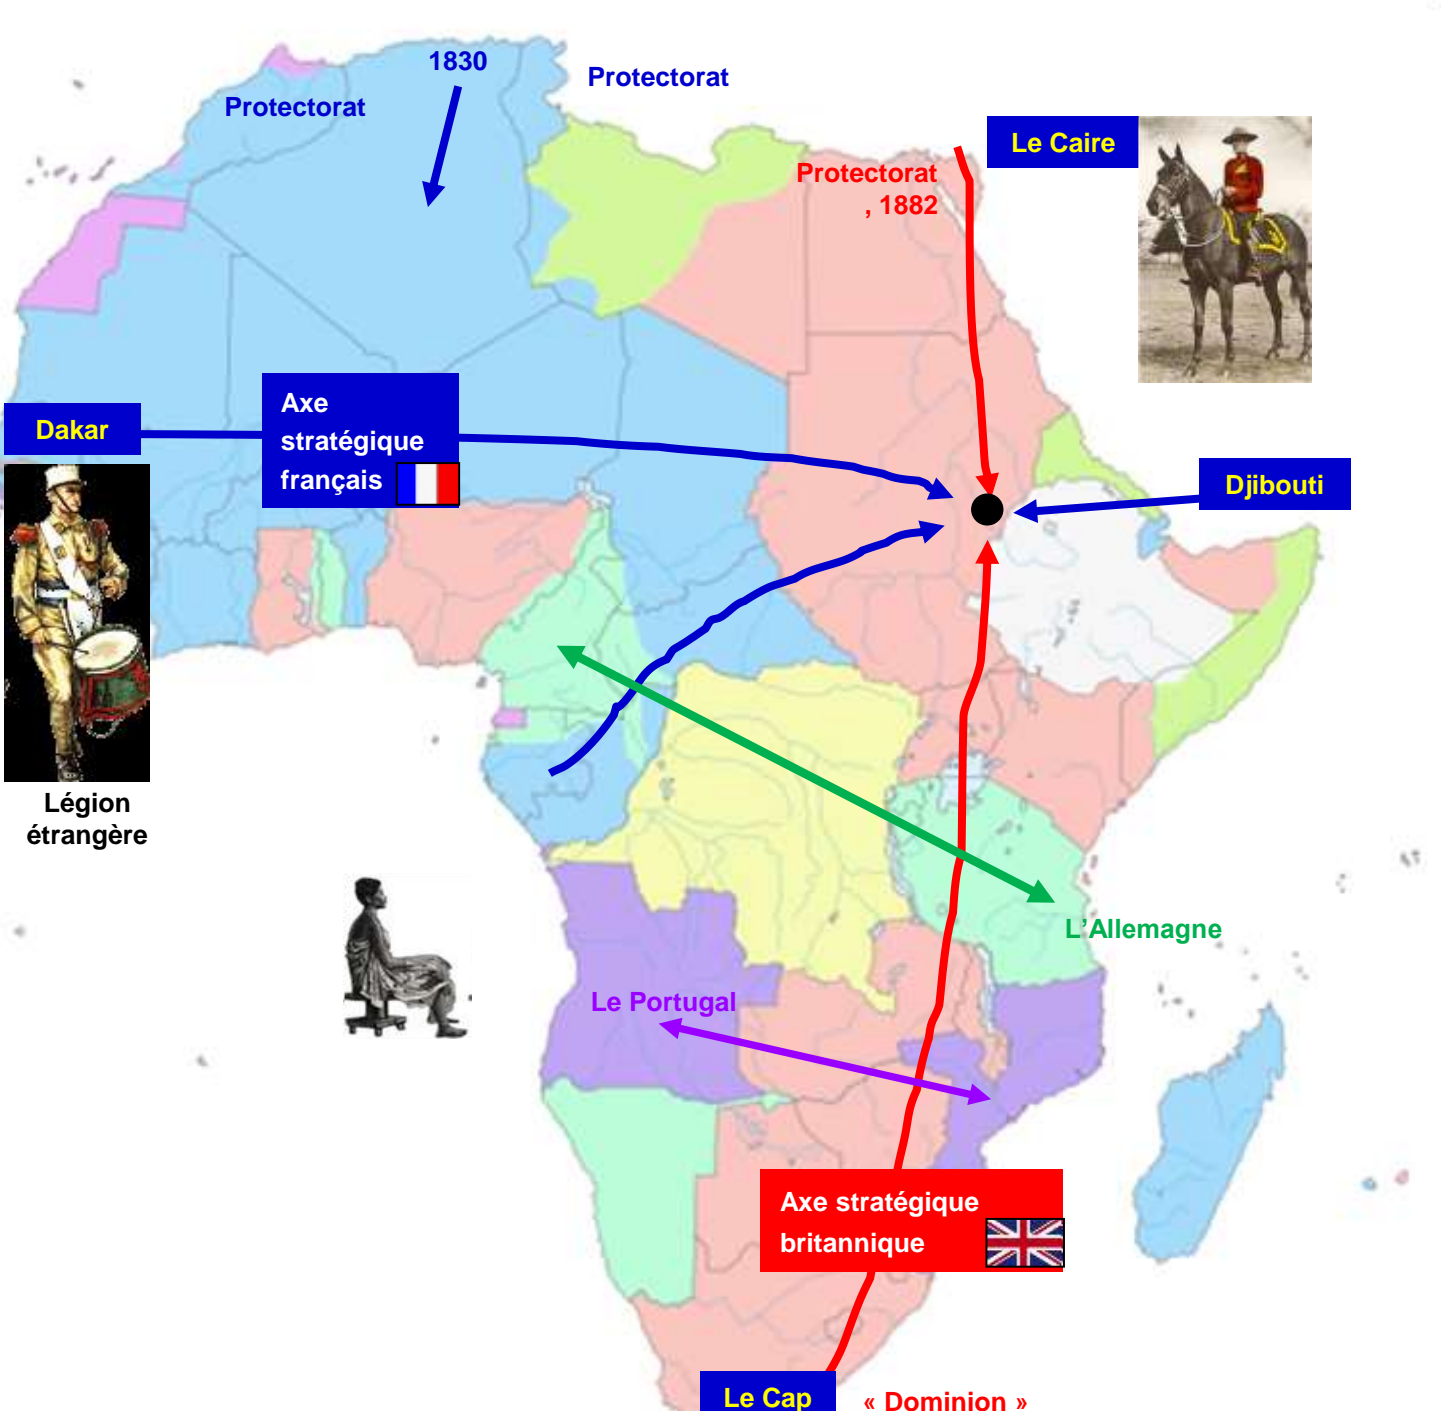 1830
Protectorat
Protectorat
Le Caire
Protectorat
, 1882
Axe
stratégique
français
Dakar
Djibouti
Légion
étrangère
L'Allemagne
Le Portugal
Axe stratégique
britannique
Le Cap
« Dominion »